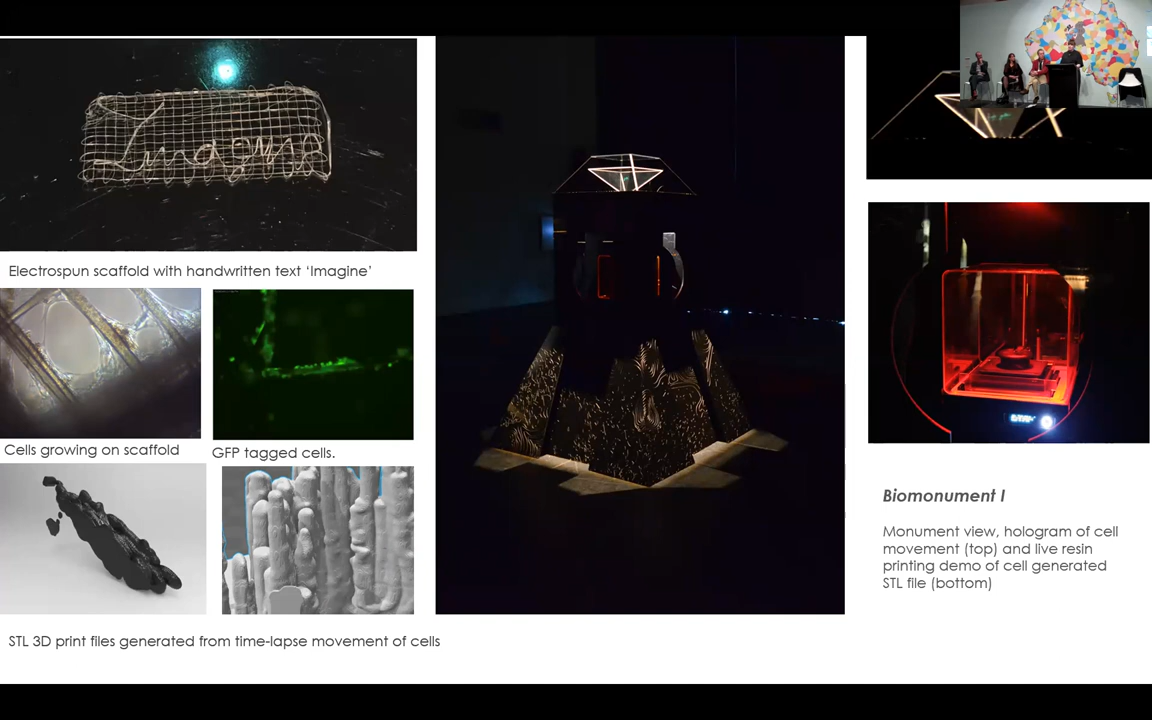 Imagine
Electrospun scaffold with handwritten text ‘Imagine’
Cells growing on scaffold
GFP tagged cells.
STL 3D print files generated from time-lapse movement of cells
Biomonument I
Monument view, hologram of cell
movement (top) and live resin
printing demo of cell generated
STL file (bottom)